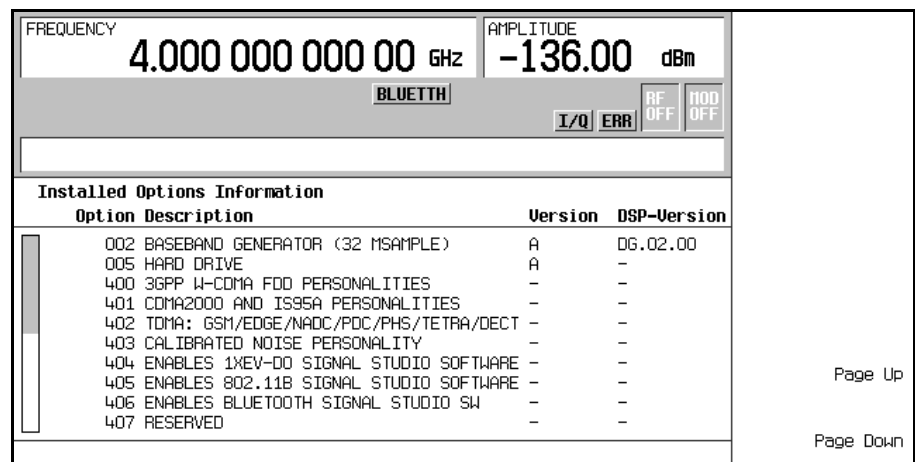 FREQUENCY
4.000 000 000 00 GHz
AMPLITUDE
-136.00 dBm
BLUETTH
I/Q ERR RF OFF MOD OFF
Installed Options Information
Option Description Version DSP-Version
002 BASEBAND GENERATOR (32 MSAMPLE) A DG.02.00
005 HARD DRIVE A -
400 3GPP W-CDMA FDD PERSONALITIES - -
401 CDMA2000 AND IS95A PERSONALITIES - -
402 TDMA: GSM/EDGE/NADC/PDC/PHS/TETRA/DECT - -
403 CALIBRATED NOISE PERSONALITY - -
404 ENABLES 1XEV-DO SIGNAL STUDIO SOFTWARE - -
405 ENABLES 802.11B SIGNAL STUDIO SOFTWARE - -
406 ENABLES BLUETOOTH SIGNAL STUDIO SW - -
407 RESERVED - -
Page Up
Page Down